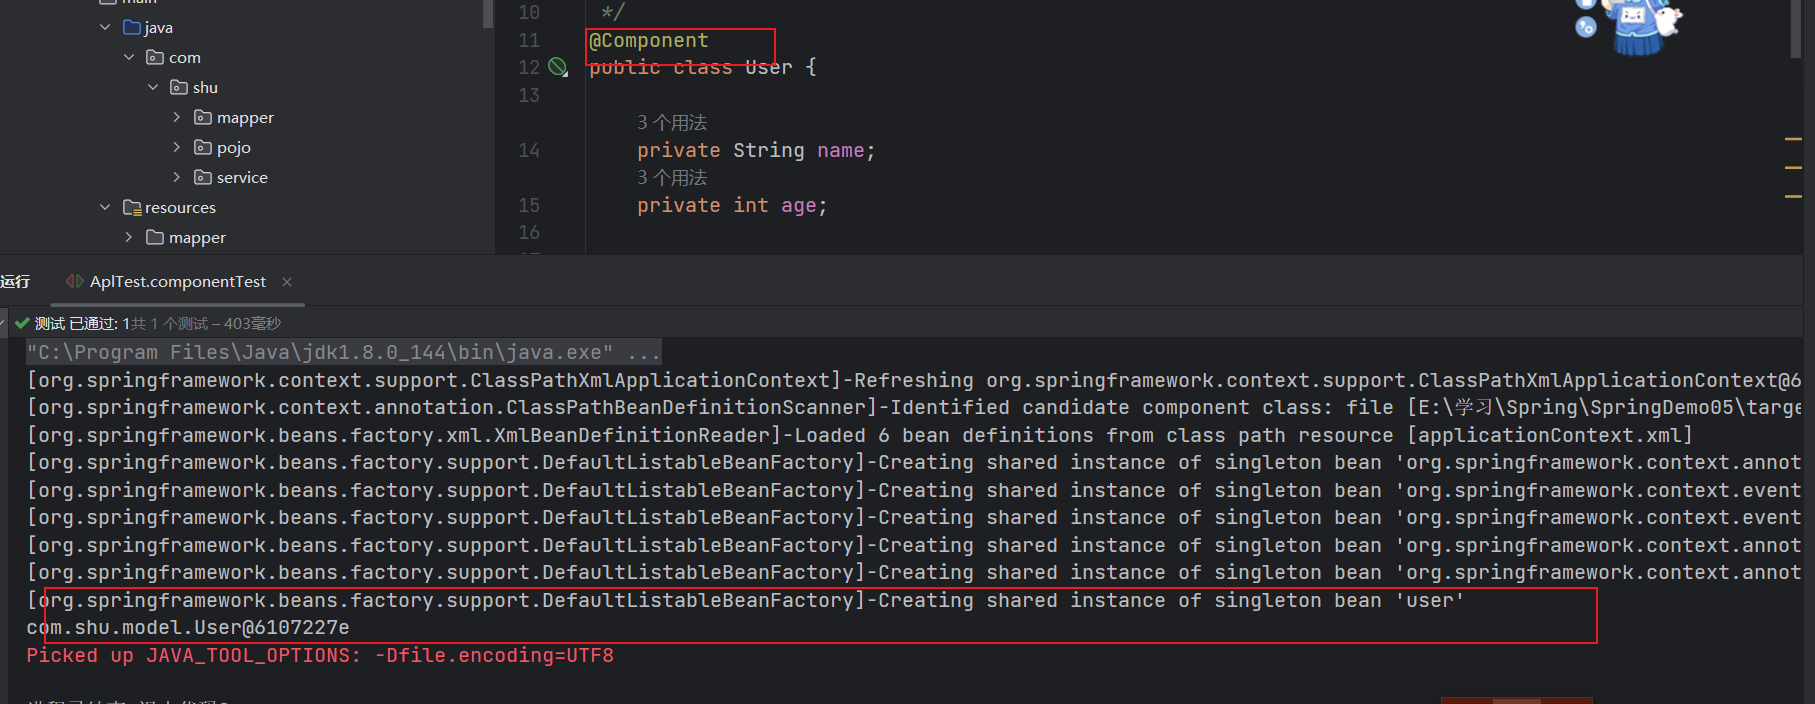 main
java
com
shu
mapper
pojo
service
resources
mapper
10 */
11 @Component
12 public class User {
13
3 个用法
14 private String name;
3 个用法
15 private int age;
16
运行 AplTest.componentTest
测试 已通过: 1共 1 个测试 – 403毫秒
"C:\Program Files\Java\jdk1.8.0_144\bin\java.exe" ...
[org.springframework.context.support.ClassPathXmlApplicationContext]-Refreshing org.springframework.context.support.ClassPathXmlApplicationContext@6
[org.springframework.context.annotation.ClassPathBeanDefinitionScanner]-Identified candidate component class: file [E:\学习\Spring\SpringDemo05\targe
[org.springframework.beans.factory.xml.XmlBeanDefinitionReader]-Loaded 6 bean definitions from class path resource [applicationContext.xml]
[org.springframework.beans.factory.support.DefaultListableBeanFactory]-Creating shared instance of singleton bean 'org.springframework.context.annot
[org.springframework.beans.factory.support.DefaultListableBeanFactory]-Creating shared instance of singleton bean 'org.springframework.context.event
[org.springframework.beans.factory.support.DefaultListableBeanFactory]-Creating shared instance of singleton bean 'org.springframework.context.event
[org.springframework.beans.factory.support.DefaultListableBeanFactory]-Creating shared instance of singleton bean 'org.springframework.context.annot
[org.springframework.beans.factory.support.DefaultListableBeanFactory]-Creating shared instance of singleton bean 'org.springframework.context.annot
[org.springframework.beans.factory.support.DefaultListableBeanFactory]-Creating shared instance of singleton bean 'user'
com.shu.model.User@6107227e
Picked up JAVA_TOOL_OPTIONS: -Dfile.encoding=UTF8